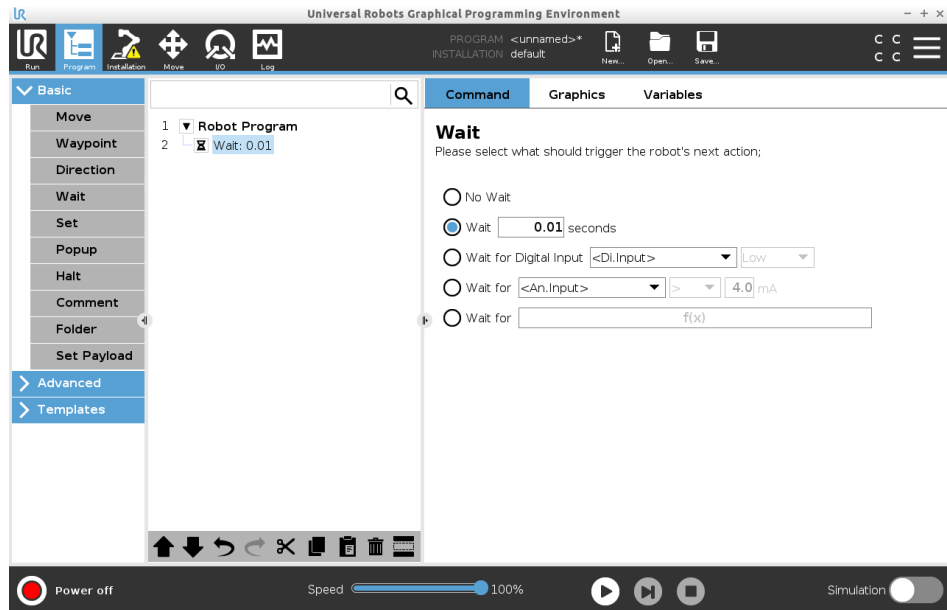 Universal Robots Graphical Programming Environment
PROGRAM <unnamed>*
INSTALLATION default
Run Program Installation Move I/O Log New... Open... Save...
C C
C C
Basic
Move
Waypoint
Direction
Wait
Set
Popup
Halt
Comment
Folder
Set Payload
Advanced
Templates
1 Robot Program
2 Wait: 0.01
Command Graphics Variables
Wait
Please select what should trigger the robot's next action;
No Wait
Wait 0.01 seconds
Wait for Digital Input <Di.Input> Low
Wait for <An.Input> > 4.0 mA
Wait for f(x)
Power off Speed 100% Simulation